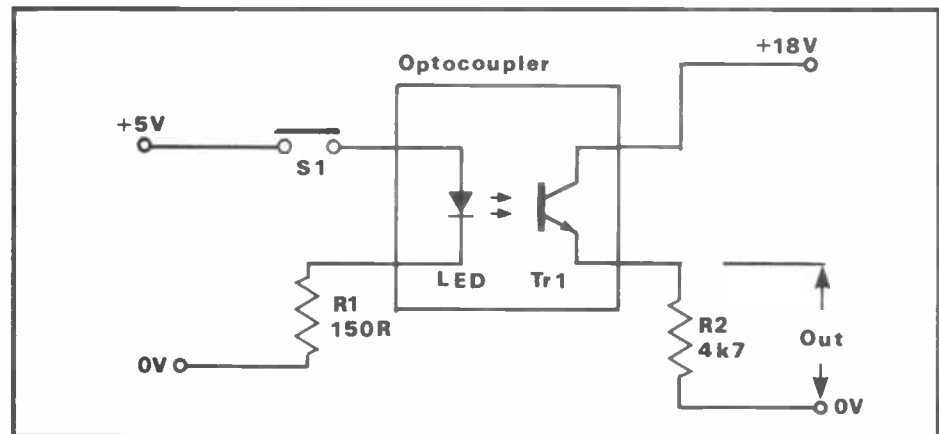 +18V
Optocoupler
+5V
S1
LED
Tr1
R1
150R
R2
4k7
Out
0V
0V